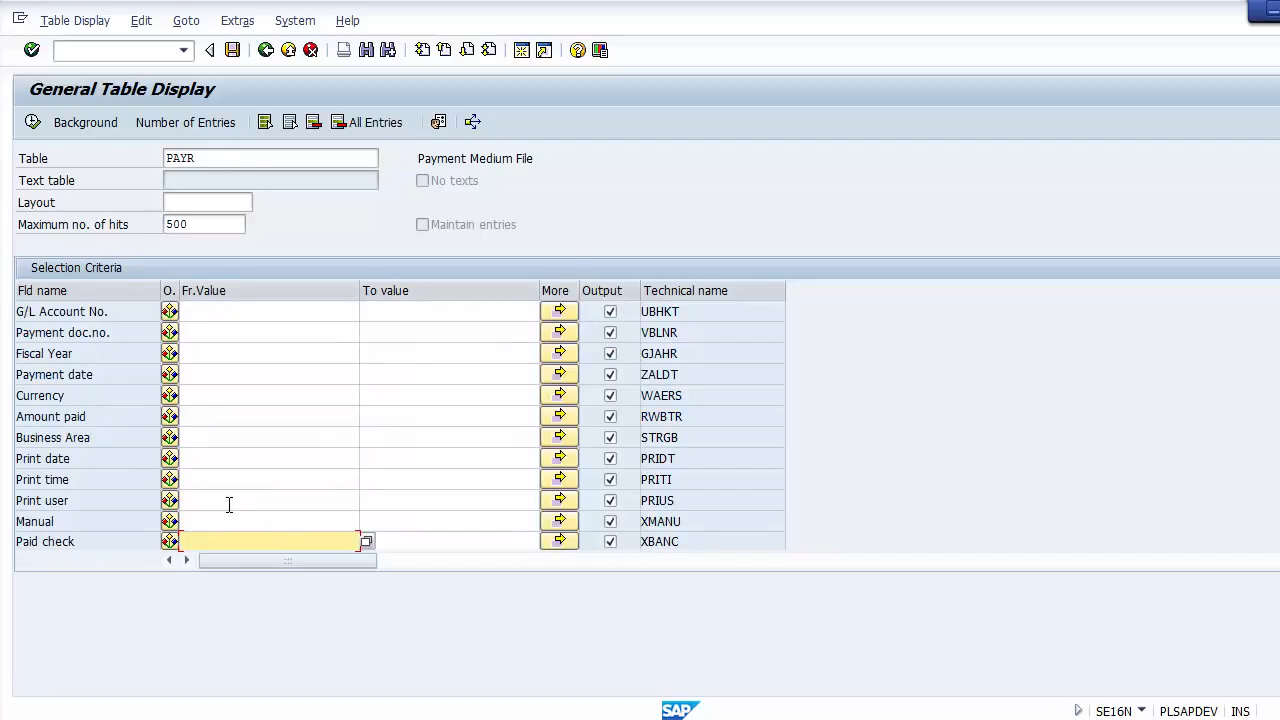 Table Display Edit Goto Extras System Help
General Table Display
Background Number of Entries All Entries
Table PAYR Payment Medium File
Text table No texts
Layout
Maximum no. of hits 500 Maintain entries
Selection Criteria
Fld name O. Fr.Value To value More Output Technical name
G/L Account No. UBHKT
Payment doc.no. VBLNR
Fiscal Year GJAHR
Payment date ZALDT
Currency WAERS
Amount paid RWBTR
Business Area STRGB
Print date PRIDT
Print time PRITI
Print user PRIUS
Manual XMANU
Paid check XBANC
SAP SE16N PLSAPDEV INS